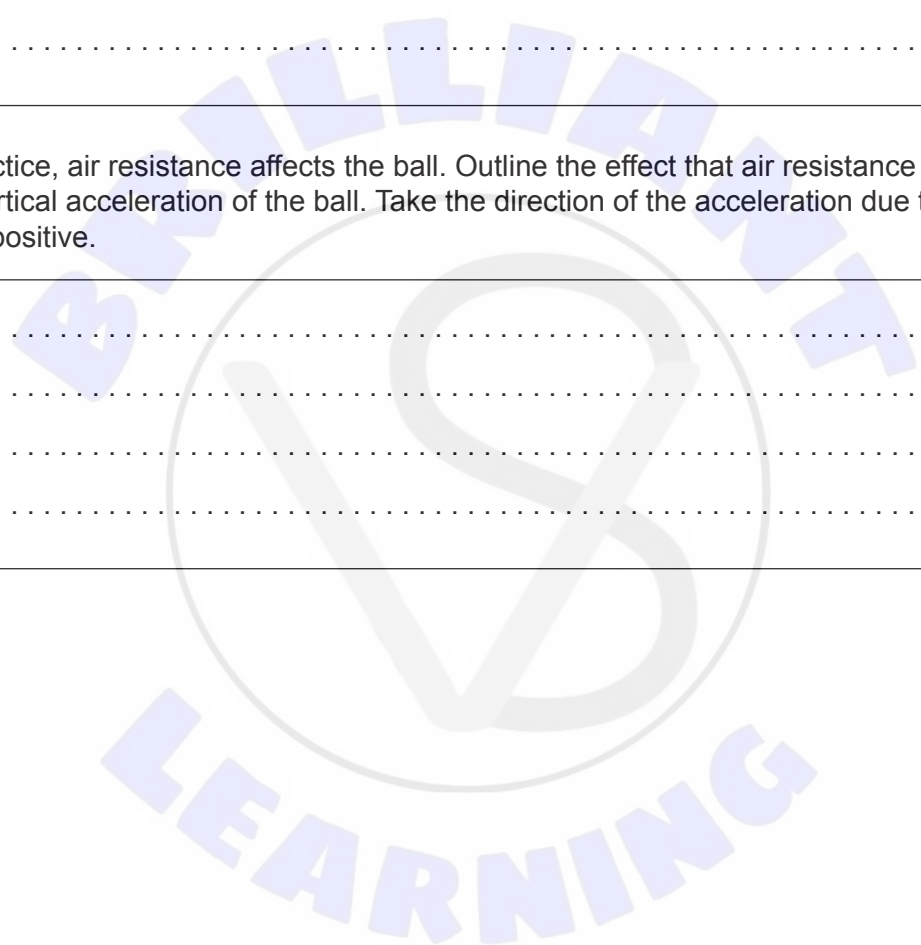 ctice, air resistance affects the ball. Outline the effect that air resistance
rtical acceleration of the ball. Take the direction of the acceleration due
positive.
BRILLIANT
VS
LEARNING